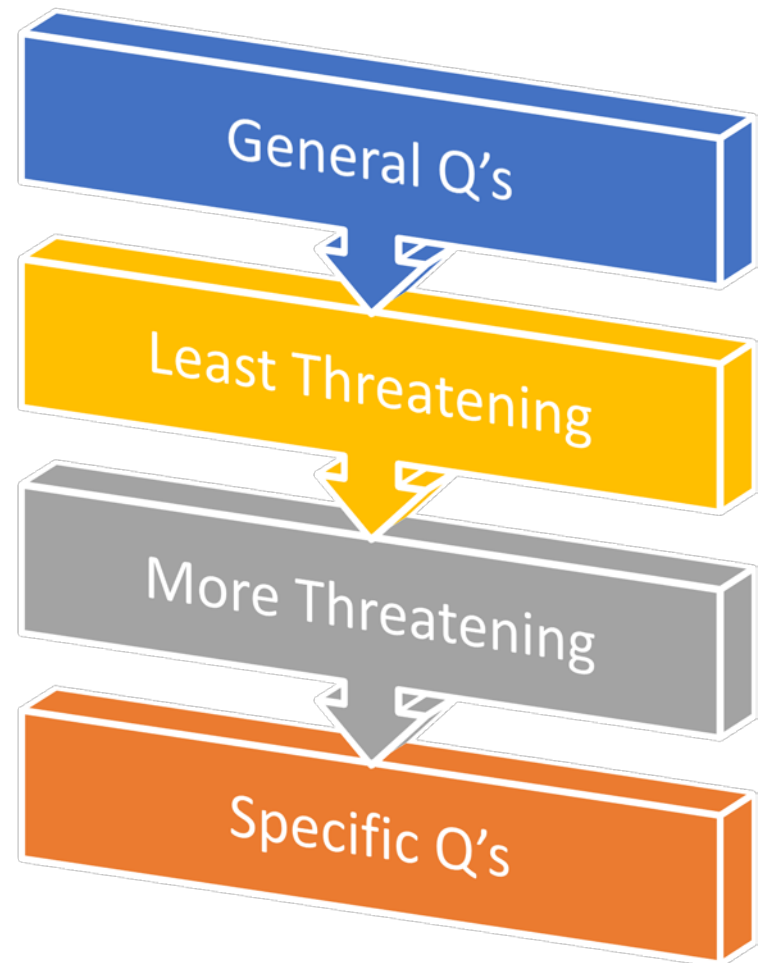 General Q’s
Least Threatening
More Threatening
Specific Q’s